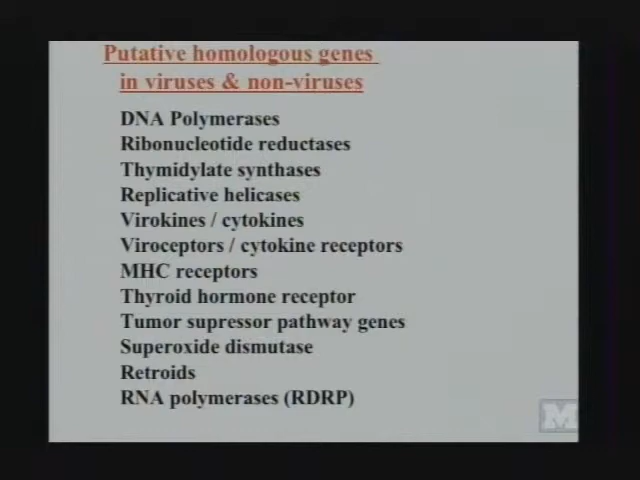 Putative homologous genes
in viruses & non-viruses
DNA Polymerases
Ribonucleotide reductases
Thymidylate synthases
Replicative helicases
Virokines / cytokines
Viroceptors / cytokine receptors
MHC receptors
Thyroid hormone receptor
Tumor supressor pathway genes
Superoxide dismutase
Retroids
RNA polymerases (RDRP)
M